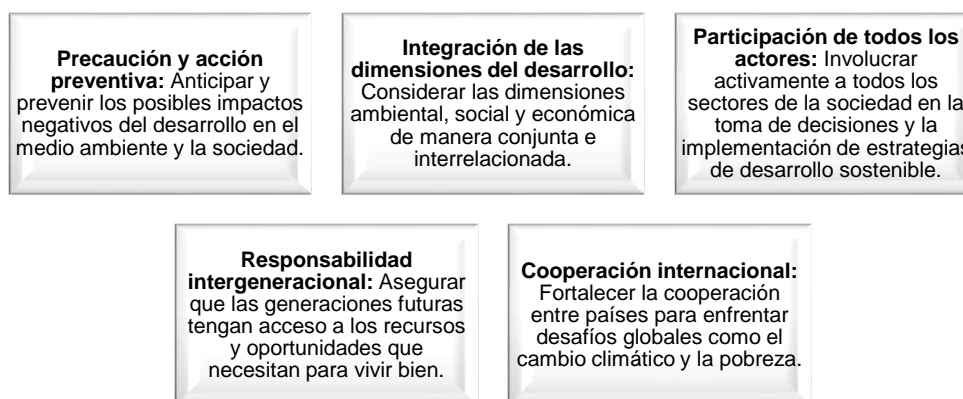 Precaución y acción
preventiva: Anticipar y
prevenir los posibles impactos
negativos del desarrollo en el
medio ambiente y la sociedad.
Integración de las
dimensiones del desarrollo:
Considerar las dimensiones
ambiental, social y económica
de manera conjunta e
interrelacionada.
Participación de todos los
actores: Involucrar
activamente a todos los
sectores de la sociedad en la
toma de decisiones y la
implementación de estrategias
de desarrollo sostenible.
Responsabilidad
intergeneracional: Asegurar
que las generaciones futuras
tengan acceso a los recursos
y oportunidades que
necesitan para vivir bien.
Cooperación internacional:
Fortalecer la cooperación
entre países para enfrentar
desafíos globales como el
cambio climático y la pobreza.